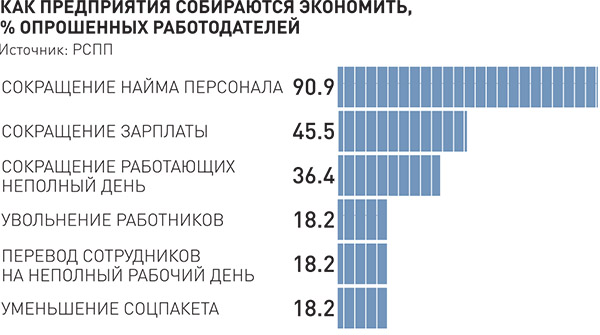 КАК ПРЕДПРИЯТИЯ СОБИРАЮТСЯ ЭКОНОМИТЬ,
% ОПРОШЕННЫХ РАБОТОДАТЕЛЕЙ
Источник: РСПП
СОКРАЩЕНИЕ НАЙМА ПЕРСОНАЛА 90.9
СОКРАЩЕНИЕ ЗАРПЛАТЫ 45.5
СОКРАЩЕНИЕ РАБОТАЮЩИХ
НЕПОЛНЫЙ ДЕНЬ 36.4
УВОЛЬНЕНИЕ РАБОТНИКОВ 18.2
ПЕРЕВОД СОТРУДНИКОВ
НА НЕПОЛНЫЙ РАБОЧИЙ ДЕНЬ 18.2
УМЕНЬШЕНИЕ СОЦПАКЕТА 18.2